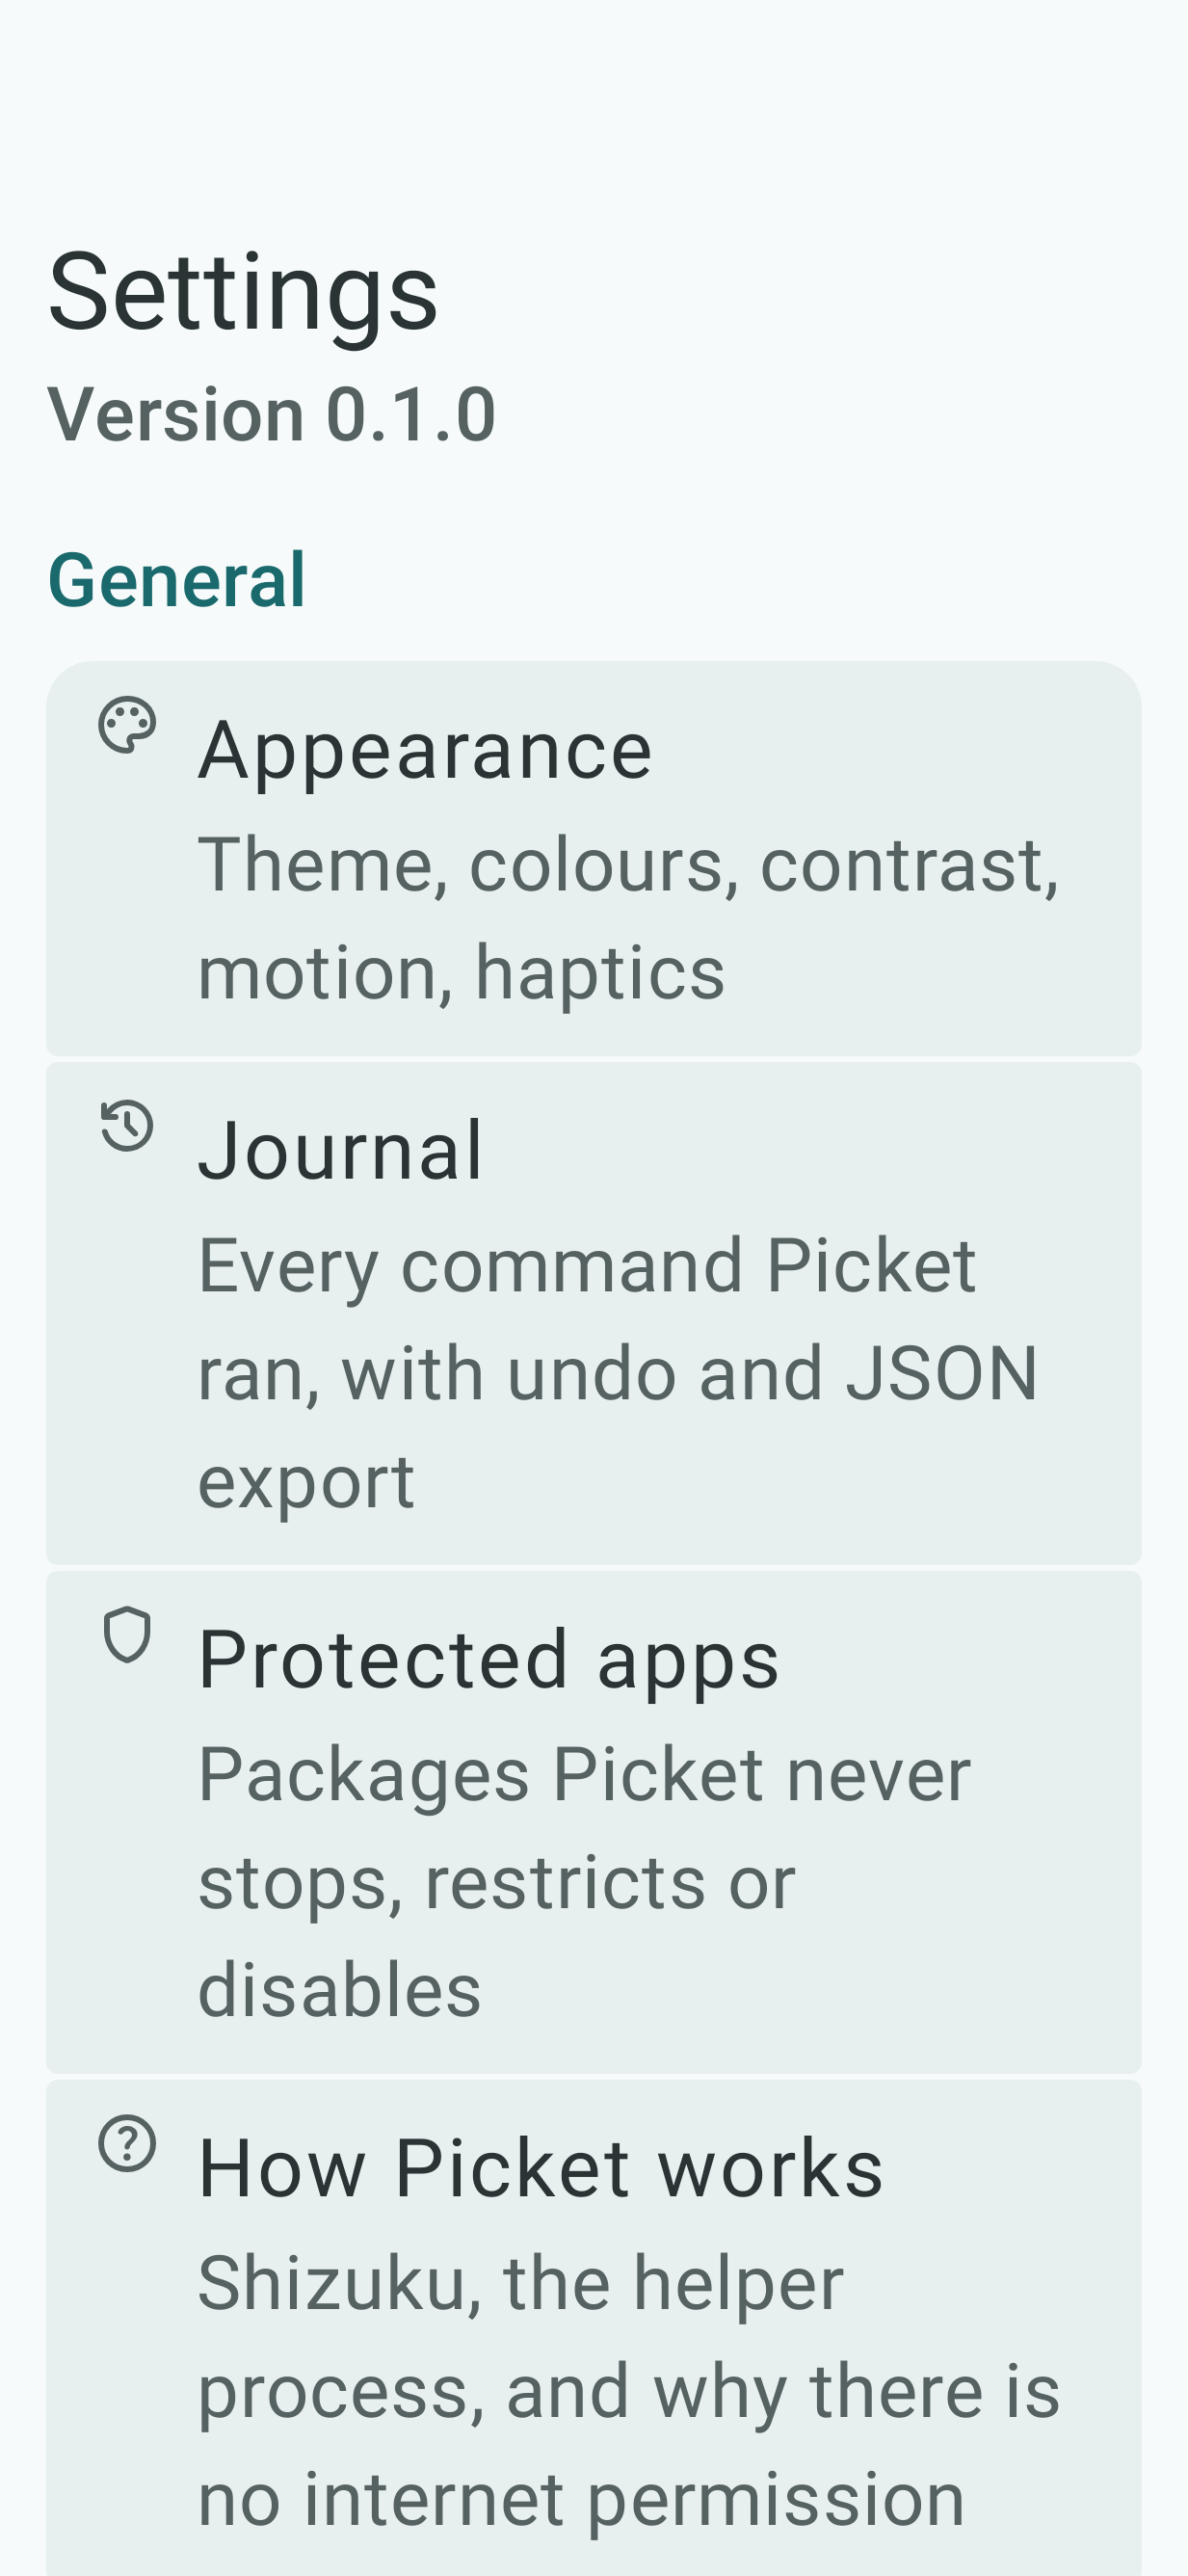 Settings
Version 0.1.0
General
Appearance
Theme, colours, contrast,
motion, haptics
Journal
Every command Picket
ran, with undo and JSON
export
Protected apps
Packages Picket never
stops, restricts or
disables
How Picket works
Shizuku, the helper
process, and why there is
no internet permission